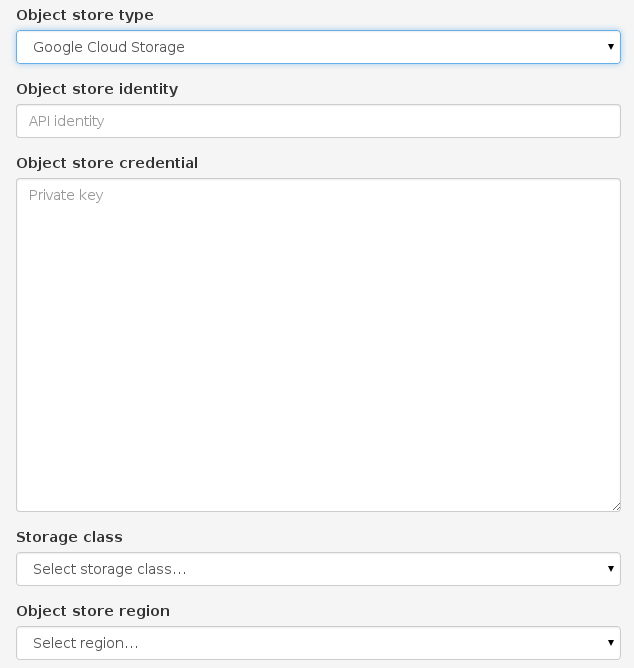 Object store type
Google Cloud Storage
Object store identity
API identity
Object store credential
Private key
Storage class
Select storage class...
Object store region
Select region...